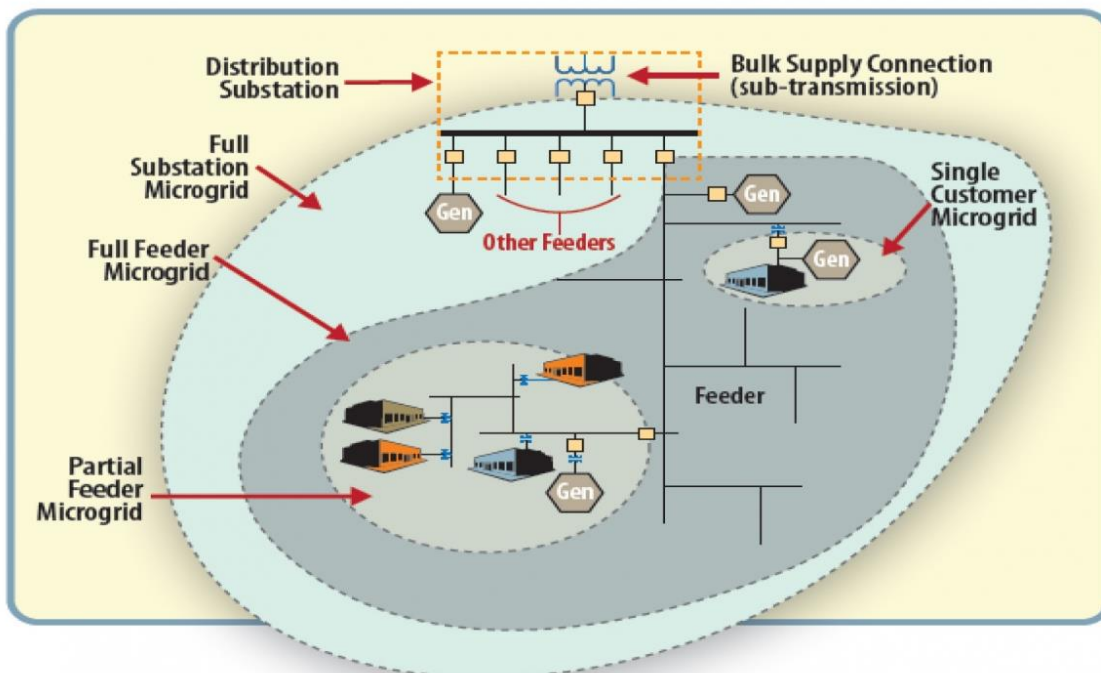 Distribution
Substation
Bulk Supply Connection
(sub-transmission)
Full
Substation
Microgrid
Single
Customer
Microgrid
Gen
Gen
Other Feeders
Full Feeder
Microgrid
Gen
Feeder
Partial
Feeder
Microgrid
Gen